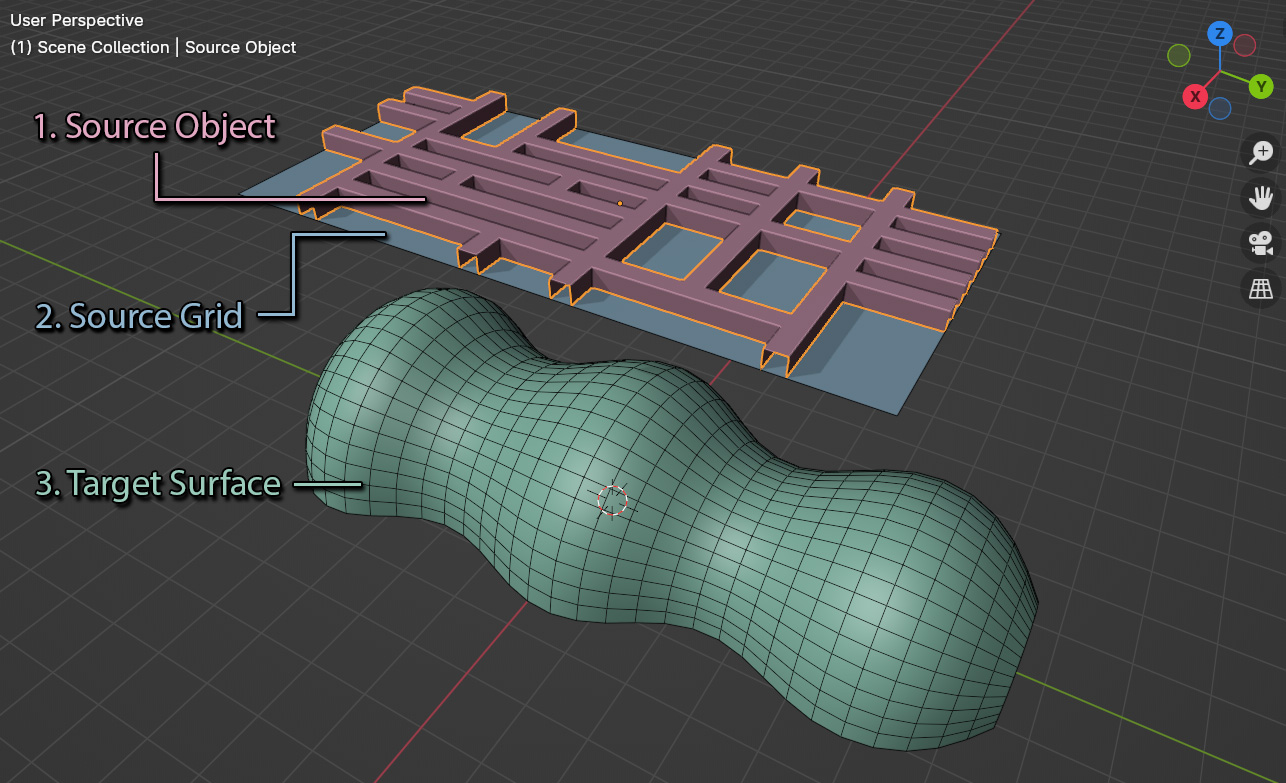 User Perspective
(1) Scene Collection | Source Object
Z
Y
X
1. Source Object
2. Source Grid
3. Target Surface